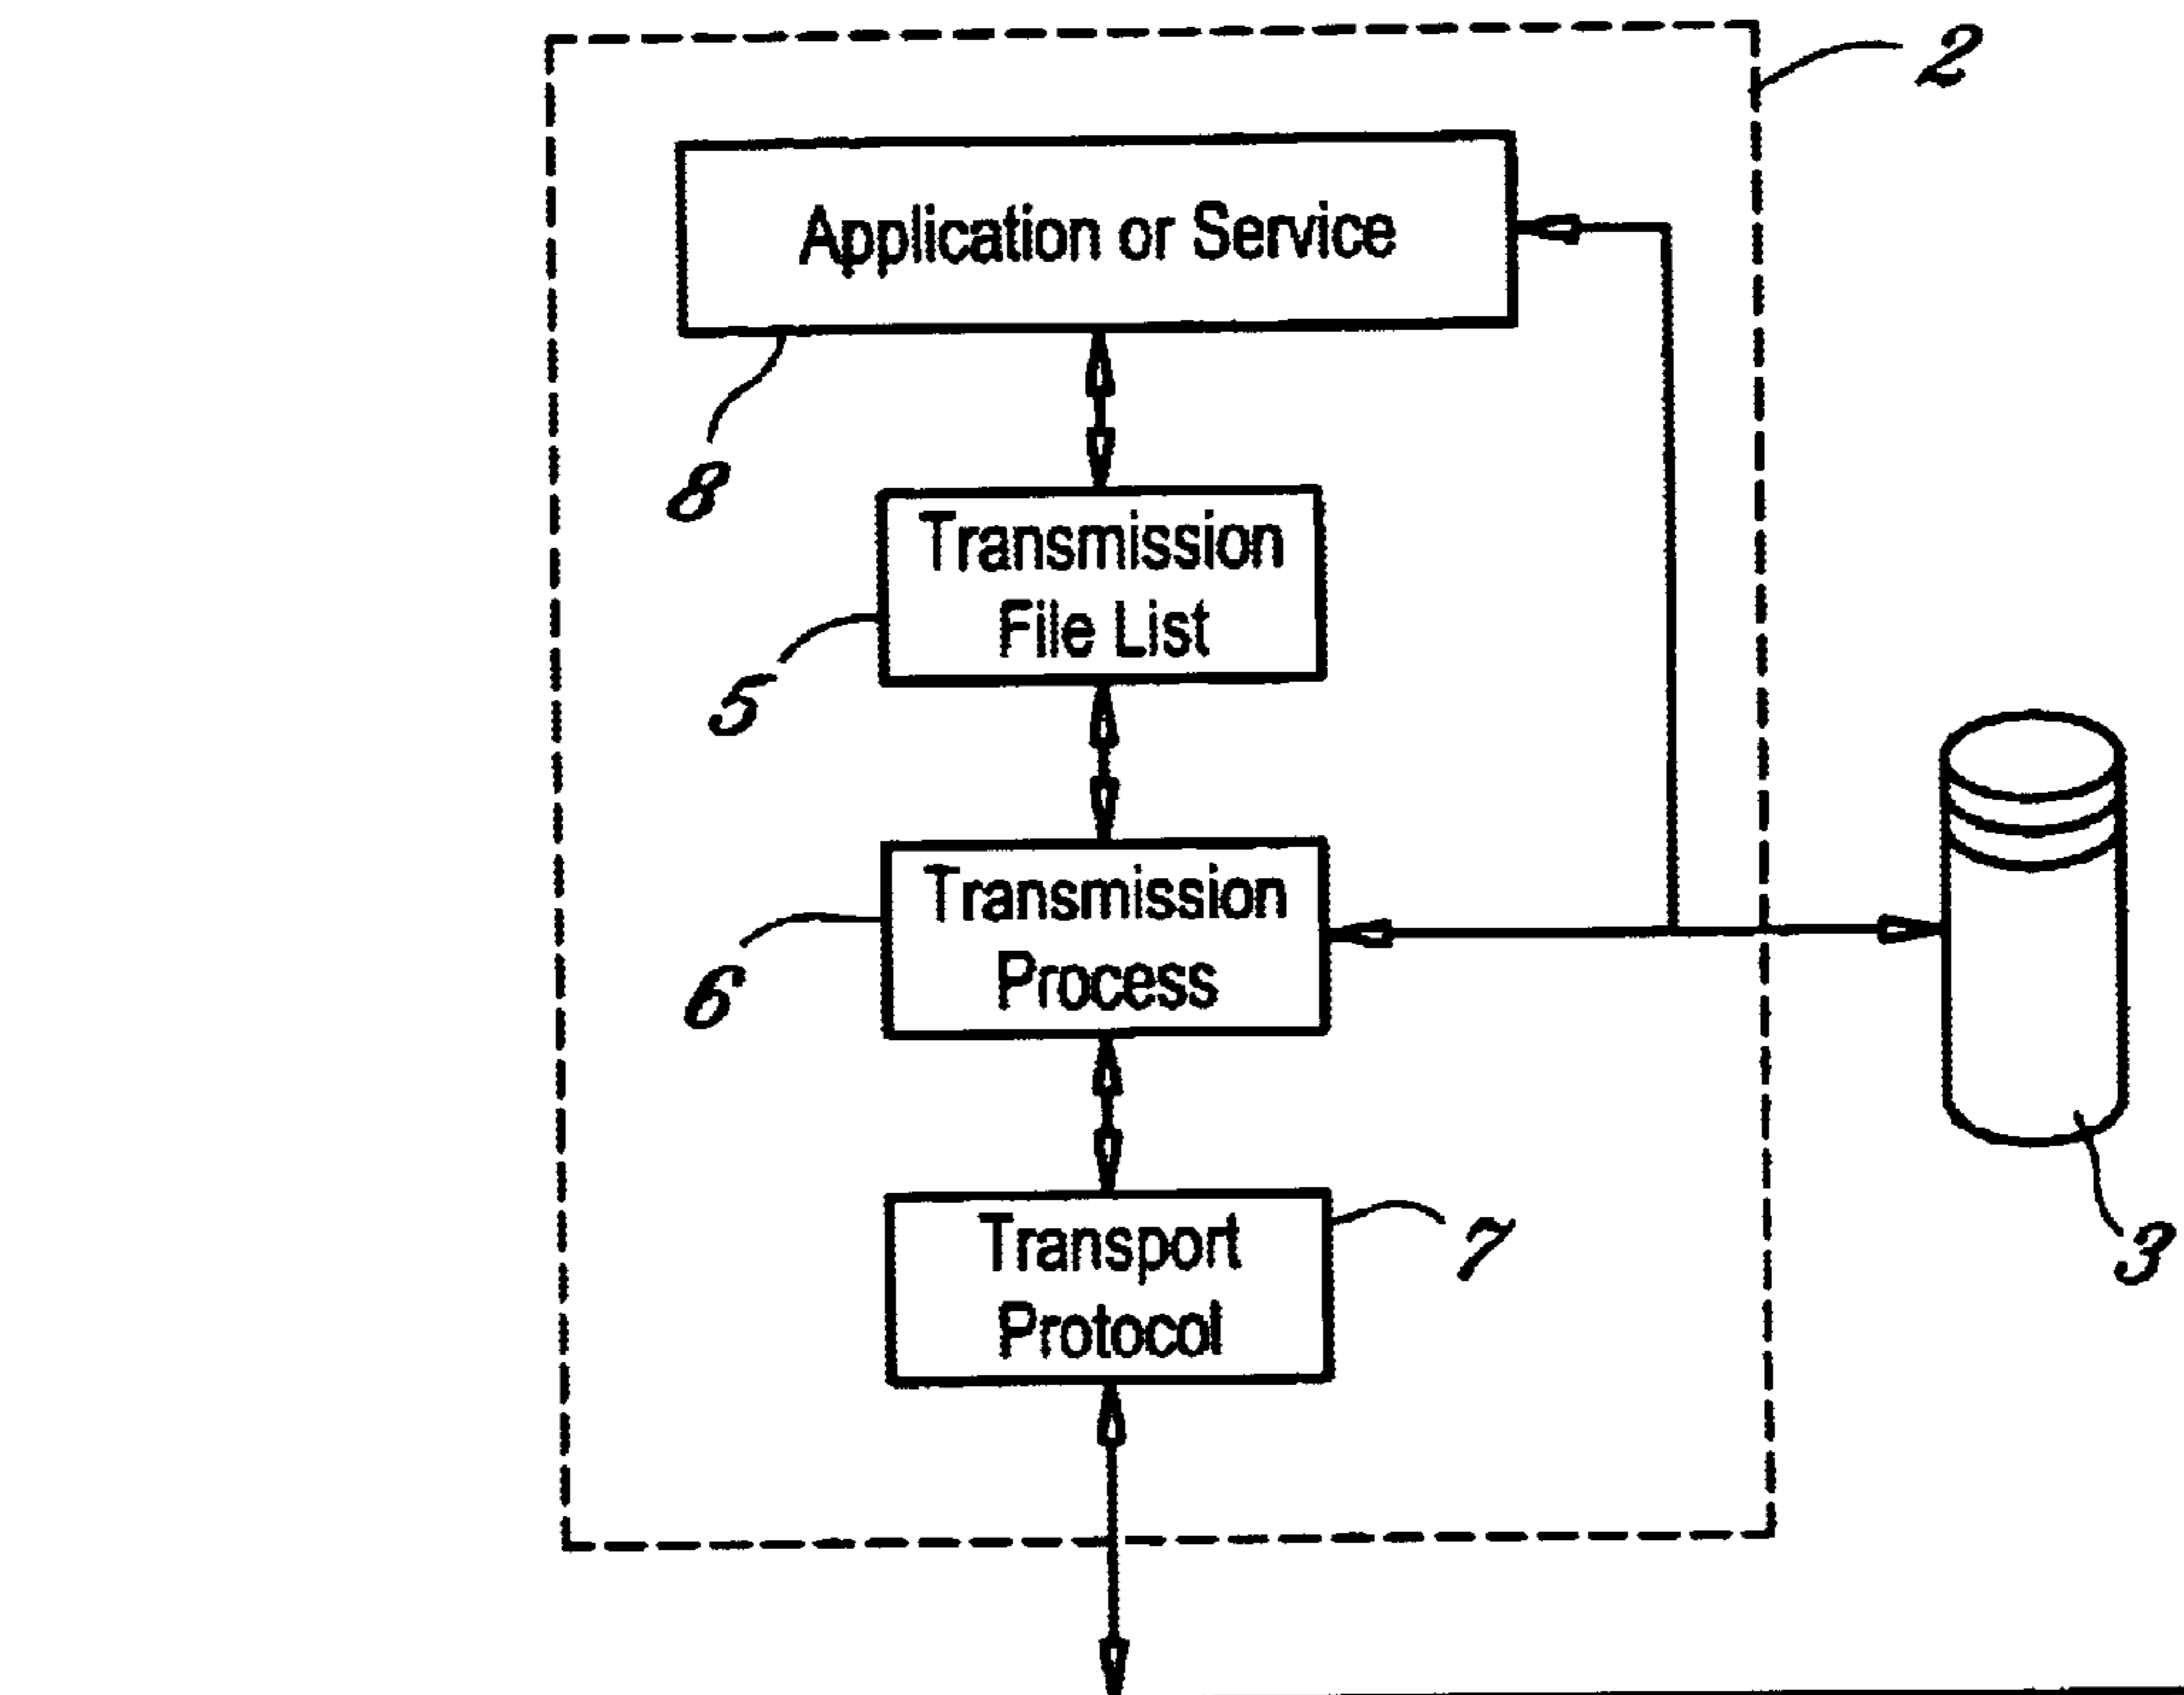 2
Application or Service
8
Transmission
File List
5
Transmission
Process
6
Transport
Protocol
7
3